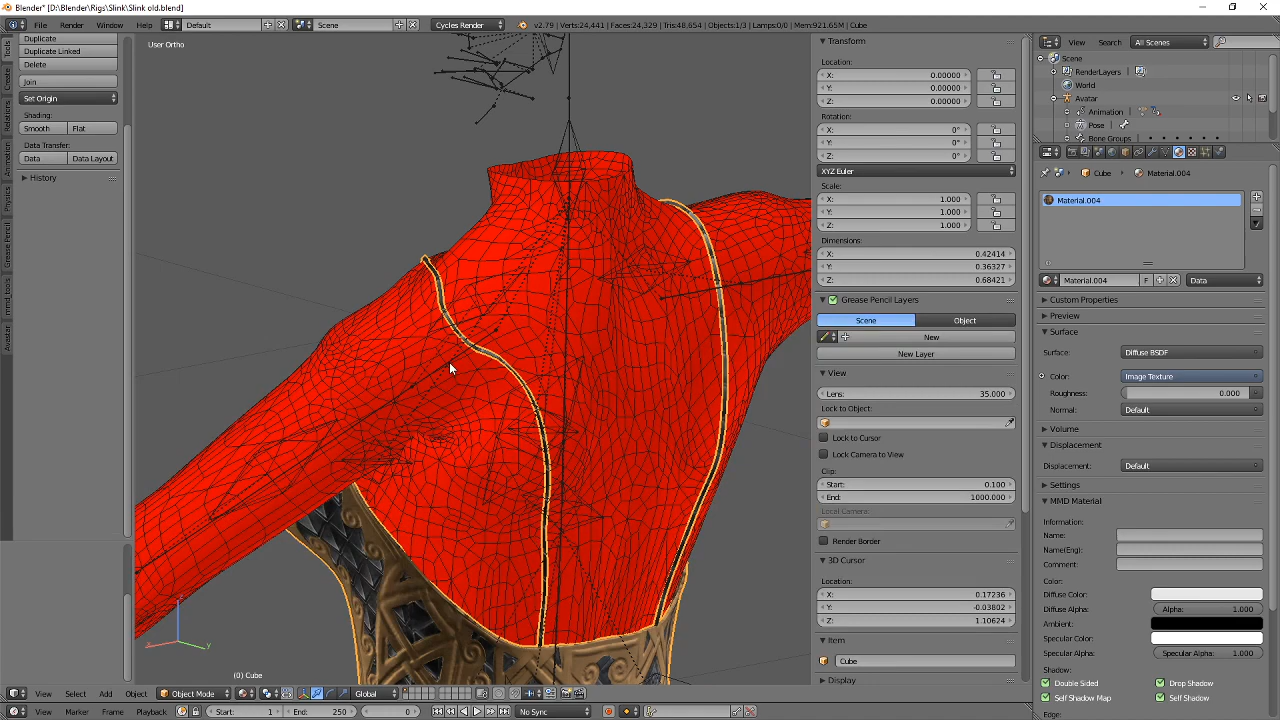 Blender* [D:\Blender\Rigs\Slink\Slink old.blend]
File Render Window Help Default Scene Cycles Render v2.79 | Verts:24,441 | Faces:24,329 | Tris:48,654 | Objects:1/3 | Lamps:0/0 | Mem:921.65M | Cube
Tools
Create
Relations
Animation
Physics
Grease Pencil
mmd_tools
Avastar
Duplicate
Duplicate Linked
Delete
Join
Set Origin
Shading:
Smooth Flat
Data Transfer:
Data Data Layout
History
User Ortho
(0) Cube
Transform
Location:
X: 0.00000
Y: 0.00000
Z: 0.00000
Rotation:
X: 0°
Y: 0°
Z: 0°
XYZ Euler
Scale:
X: 1.000
Y: 1.000
Z: 1.000
Dimensions:
X: 0.42414
Y: 0.36327
Z: 0.68421
Grease Pencil Layers
Scene Object
New
New Layer
View
Lens: 35.000
Lock to Object:
Lock to Cursor
Lock Camera to View
Clip:
Start: 0.100
End: 1000.000
Local Camera:
Render Border
3D Cursor
Location:
X: 0.17236
Y: -0.03802
Z: 1.10624
Item
Cube
Display
View Search All Scenes
Scene
RenderLayers
World
Avatar
Animation
Pose
Bone Groups
Cube Material.004
Material.004
Material.004 F Data
Custom Properties
Preview
Surface
Surface: Diffuse BSDF
Color: Image Texture
Roughness: 0.000
Normal: Default
Volume
Displacement
Displacement: Default
Settings
MMD Material
Information:
Name:
Name(Eng):
Comment:
Color:
Diffuse Color:
Diffuse Alpha: Alpha: 1.000
Ambient:
Specular Color:
Specular Alpha: Specular Alpha: 1.000
Shadow:
Double Sided Drop Shadow
Self Shadow Map Self Shadow
Edge:
View Select Add Object Object Mode Global
View Marker Frame Playback Start: 1 End: 250 0 No Sync